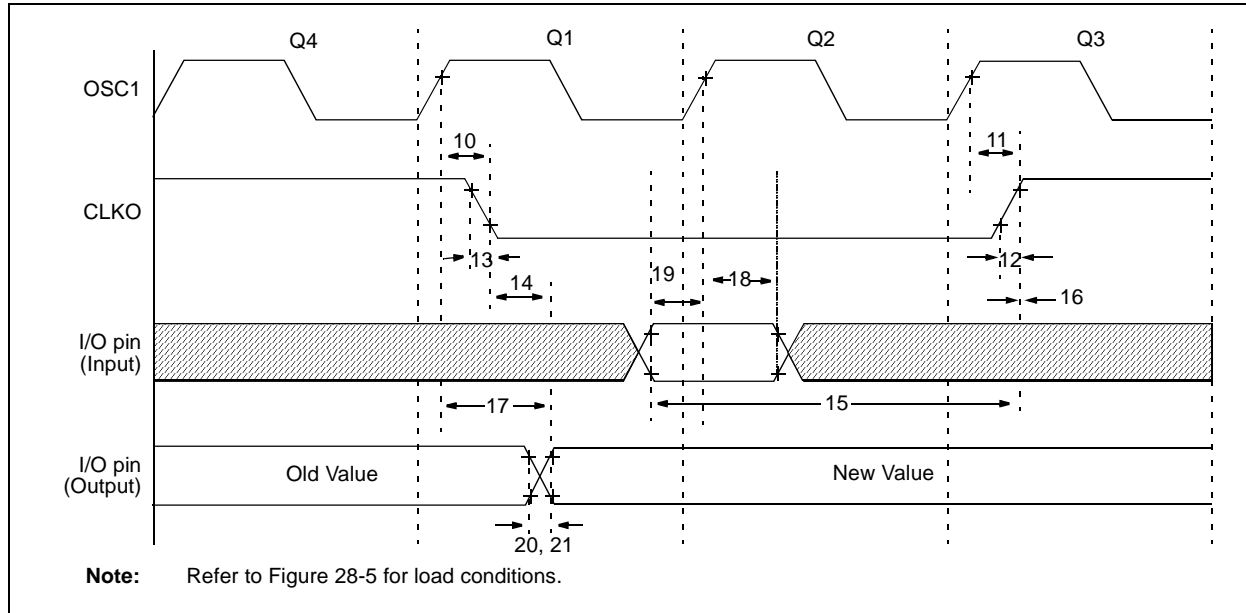 Q4 Q1 Q2 Q3
OSC1
10 11
CLKO
13 19 18 12
14 16
I/O pin
(Input)
17 15
I/O pin
(Output)
Old Value New Value
20, 21
Note: Refer to Figure 28-5 for load conditions.